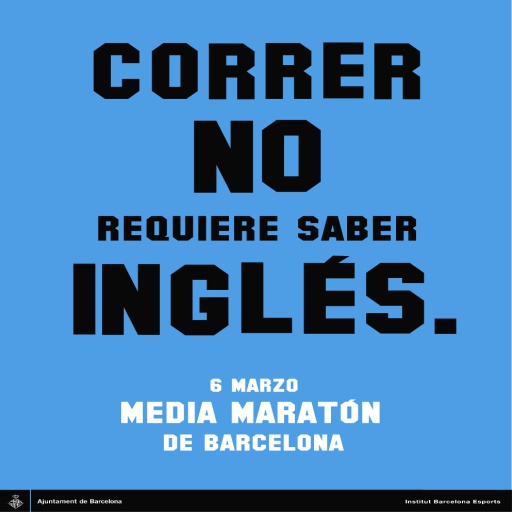 CORRER
NO
REQUIERE SABER
INGLÉS.
6 MARZO
MEDIA MARATÓN
DE BARCELONA
Ajuntament de Barcelona
Institut Barcelona Esports